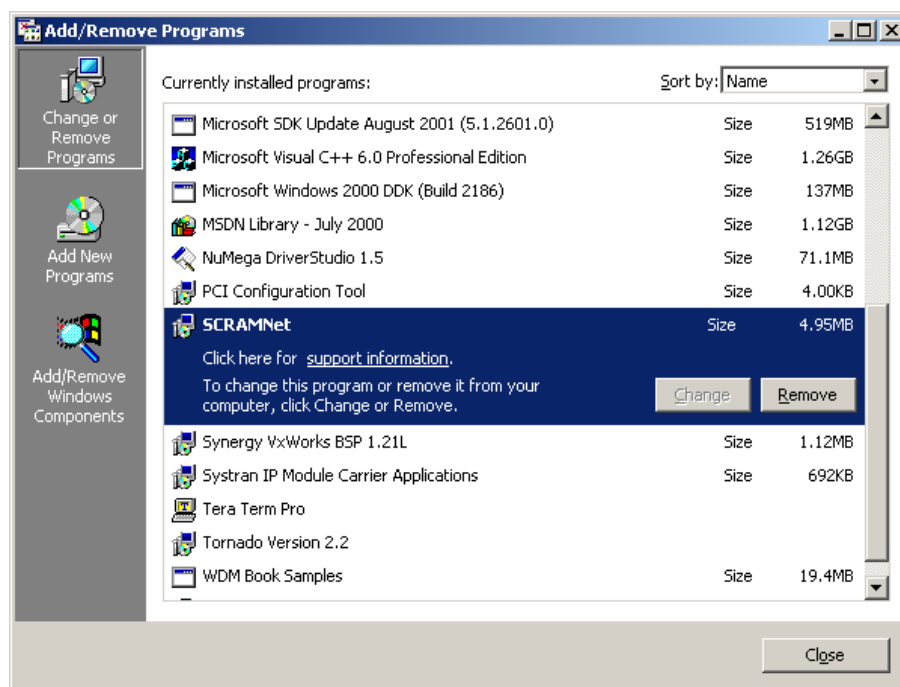 Add/Remove Programs
Change or
Remove
Programs
Add New
Programs
Add/Remove
Windows
Components
Currently installed programs:
Sort by: Name
Microsoft SDK Update August 2001 (5.1.2601.0) Size 519MB
Microsoft Visual C++ 6.0 Professional Edition Size 1.26GB
Microsoft Windows 2000 DDK (Build 2186) Size 137MB
MSDN Library - July 2000 Size 1.12GB
NuMega DriverStudio 1.5 Size 71.1MB
PCI Configuration Tool Size 4.00KB
SCRAMNet Size 4.95MB
Click here for support information.
To change this program or remove it from your
computer, click Change or Remove.
Change Remove
Synergy VxWorks BSP 1.21L Size 1.12MB
Systran IP Module Carrier Applications Size 692KB
Tera Term Pro
Tornado Version 2.2
WDM Book Samples Size 19.4MB
Close